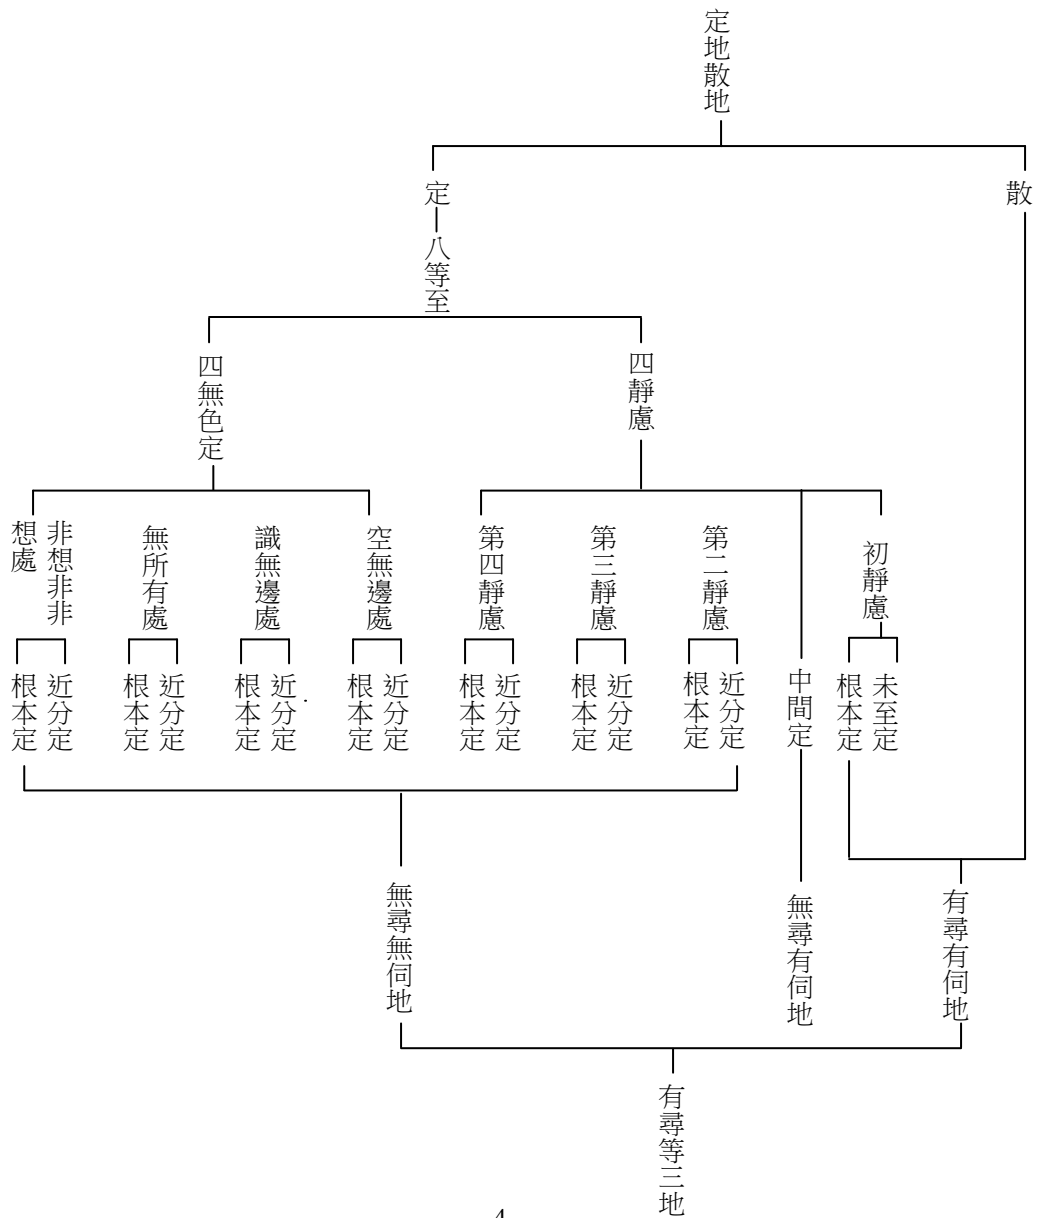 定地散地
散
定
八等至
四靜慮
四無色定
初靜慮
第二靜慮
第三靜慮
第四靜慮
空無邊處
識無邊處
無所有處
非想非非
想處
未至定
根本定
中間定
近分定
根本定
近分定
根本定
近分定
根本定
近分定
根本定
近分定
根本定
近分定
根本定
近分定
根本定
有尋有伺地
無尋有伺地
無尋無伺地
有尋等三地
4